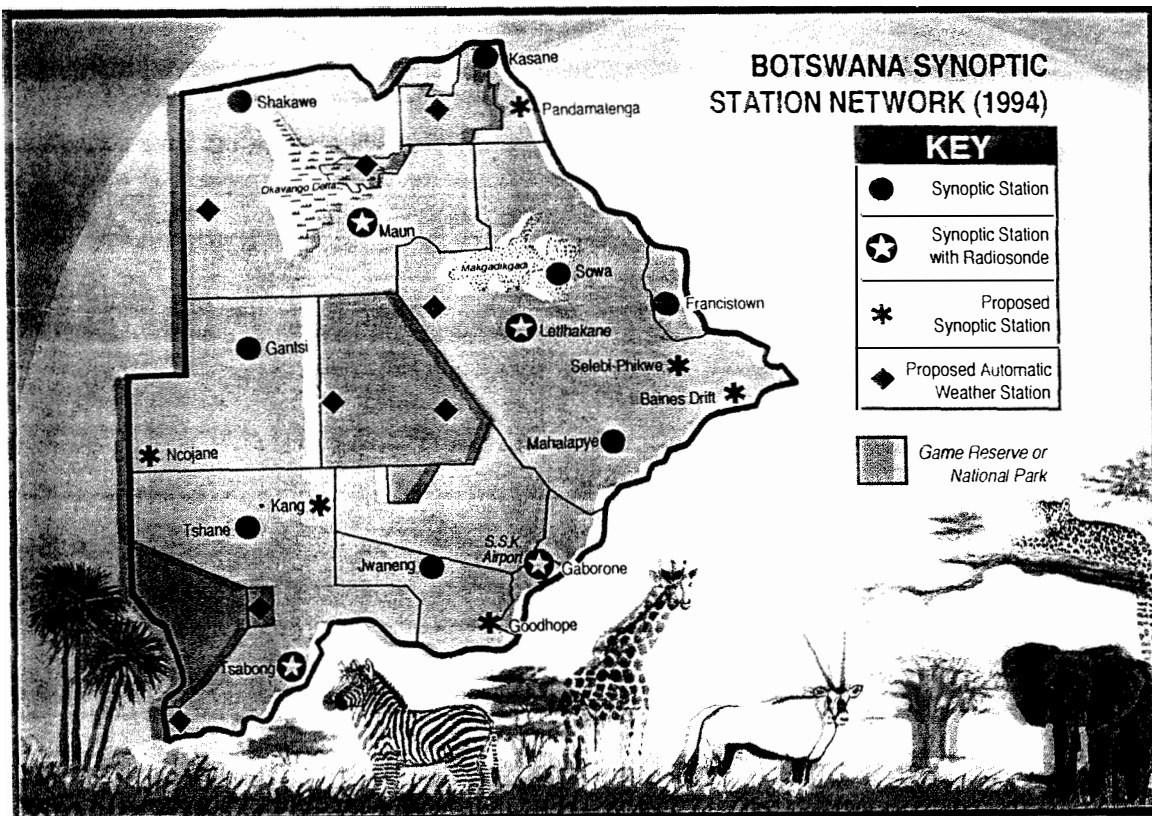 BOTSWANA SYNOPTIC
STATION NETWORK (1994)
KEY
Synoptic Station
Synoptic Station
with Radiosonde
Proposed
Synoptic Station
Proposed Automatic
Weather Station
Game Reserve or
National Park
Kasane
Shakawe
Pandamatenga
Okavango Delta
Maun
Makgadikgadi
Sowa
Francistown
Letlhakane
Gantsi
Selebi-Phikwe
Baines Drift
Mahalapye
Ncojane
Kang
Tshane
S.S.K.
Airport
Jwaneng
Gaborone
Goodhope
Tsabong